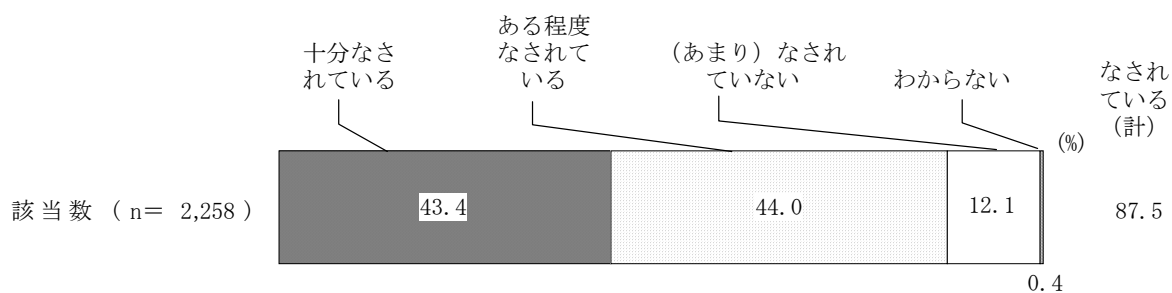 十分なさ
れている
ある程度
なされて
いる
(あまり) なされ
ていない
わからない
なされ
ている
(計)
(%)
該当数 ( n＝ 2,258 )
43.4
44.0
12.1
87.5
0.4